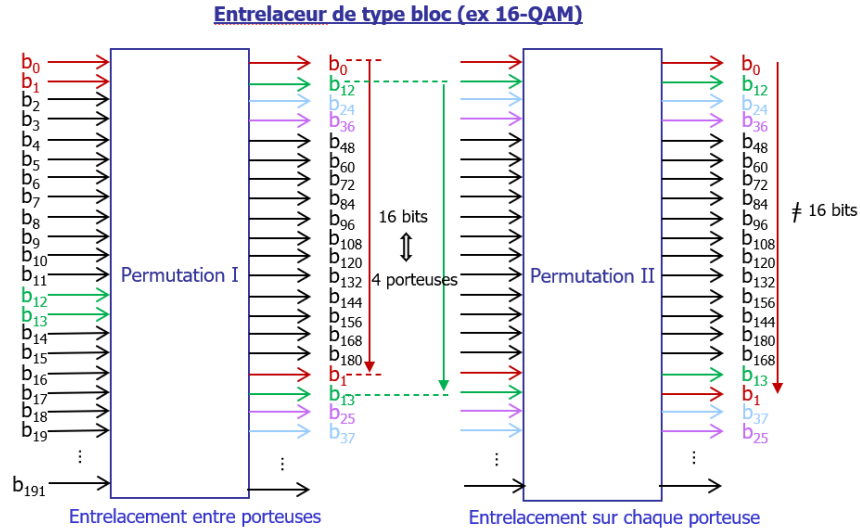 Entrelaceur de type bloc (ex 16-QAM)
b₀
b₁
b₂
b₃
b₄
b₅
b₆
b₇
b₈
b₉
b₁₀
b₁₁
b₁₂
b₁₃
b₁₄
b₁₅
b₁₆
b₁₇
b₁₈
b₁₉
⋮
b₁₉₁
Permutation I
⋮
Entrelacement entre porteuses
b₀
b₁₂
b₂₄
b₃₆
b₄₈
b₆₀
b₇₂
b₈₄
b₉₆
b₁₀₈
b₁₂₀
b₁₃₂
b₁₄₄
b₁₅₆
b₁₆₈
b₁₈₀
b₁
b₁₃
b₂₅
b₃₇
16 bits
⇕
4 porteuses
⋮
Permutation II
⋮
Entrelacement sur chaque porteuse
b₀
b₁₂
b₂₄
b₃₆
b₄₈
b₆₀
b₇₂
b₈₄
b₉₆
b₁₀₈
b₁₂₀
b₁₃₂
b₁₅₆
b₁₄₄
b₁₈₀
b₁₆₈
b₁₃
b₁
b₃₇
b₂₅
≠ 16 bits